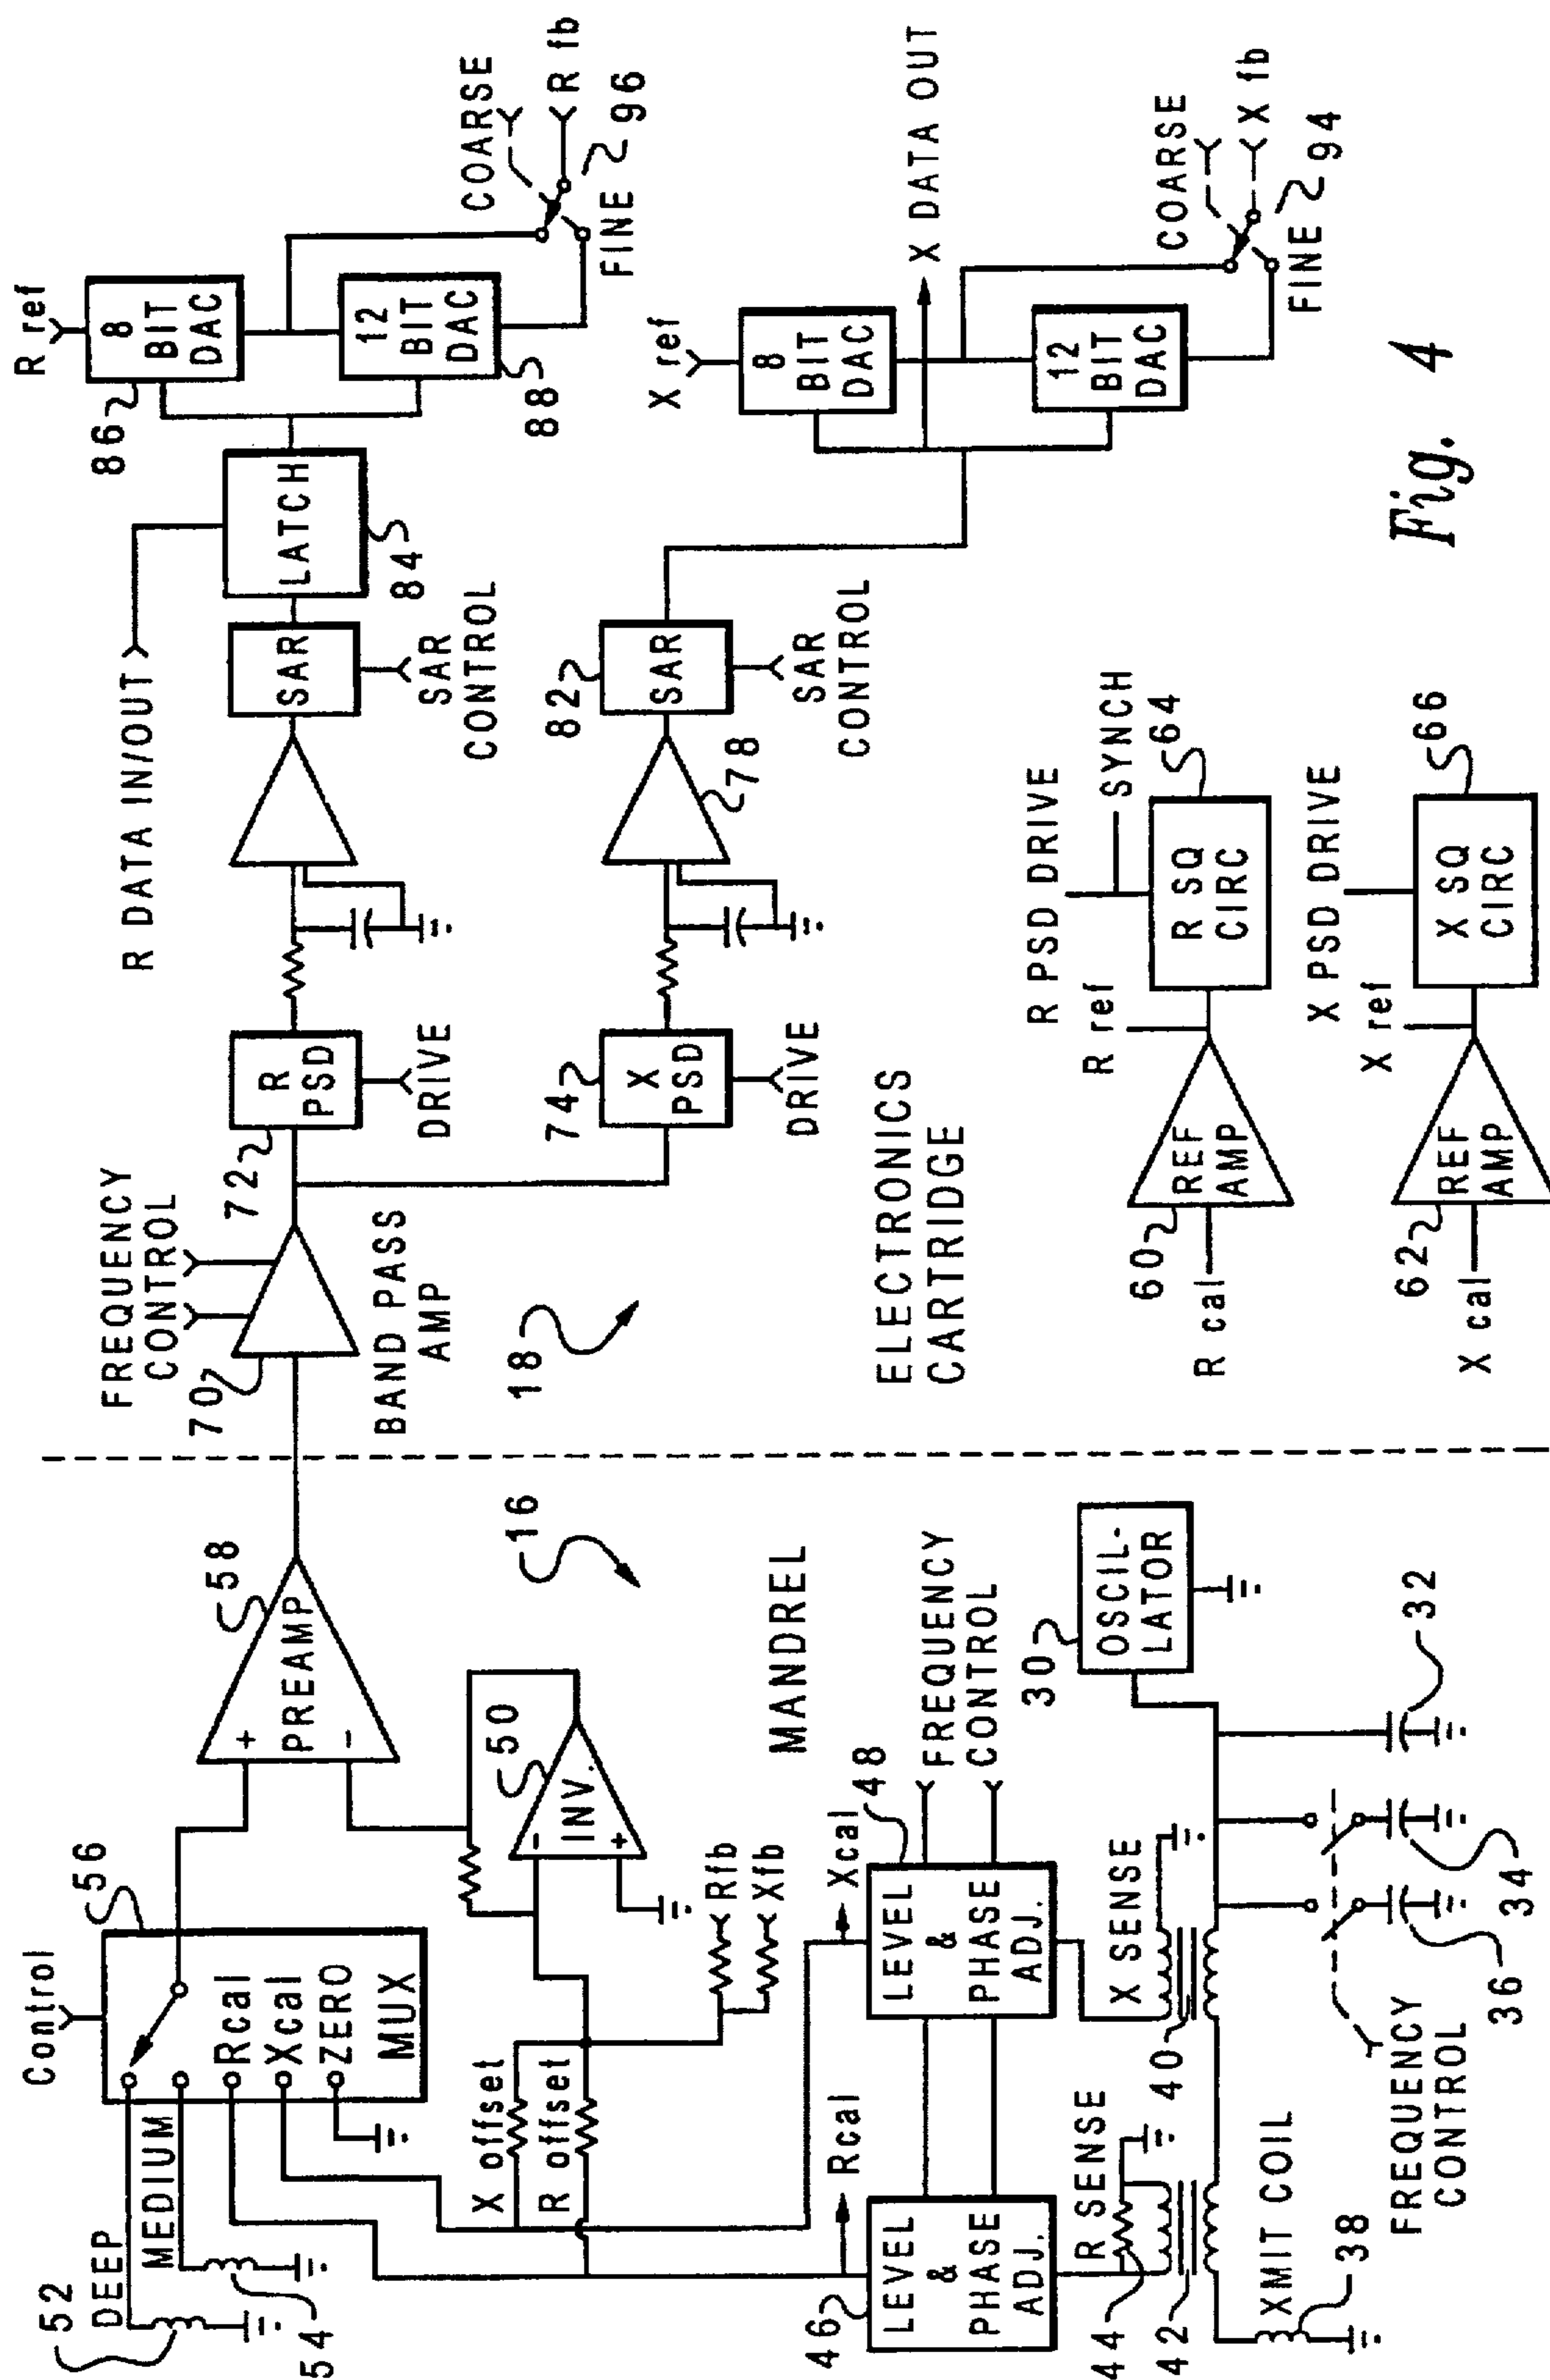 52
DEEP
MEDIUM
54
Control
56
Rcal
Xcal
ZERO
MUX
+
PREAMP
-
58
X offset
R offset
-
INV.
+
50
Rfb
Xfb
16
MANDREL
Rcal
Xcal
46
LEVEL
&
PHASE
ADJ.
48
LEVEL
&
PHASE
ADJ.
FREQUENCY
CONTROL
R SENSE
44
42
X SENSE
40
30
OSCIL-
LATOR
XMIT COIL
38
FREQUENCY
CONTROL
36
34
32
FREQUENCY
CONTROL
70
BAND PASS
AMP
18
ELECTRONICS
CARTRIDGE
72
R
PSD
DRIVE
74
X
PSD
DRIVE
R DATA IN/OUT
SAR
SAR
CONTROL
78
82
SAR
SAR
CONTROL
LATCH
84
86
R ref
8
BIT
DAC
12
BIT
DAC
88
COARSE
R fb
FINE
96
X ref
8
BIT
DAC
12
BIT
DAC
X DATA OUT
COARSE
X fb
FINE
94
R cal
60
REF
AMP
R ref
R PSD DRIVE
SYNCH
R SQ
CIRC
64
X cal
62
REF
AMP
X ref
X PSD DRIVE
X SQ
CIRC
66
Fig. 4